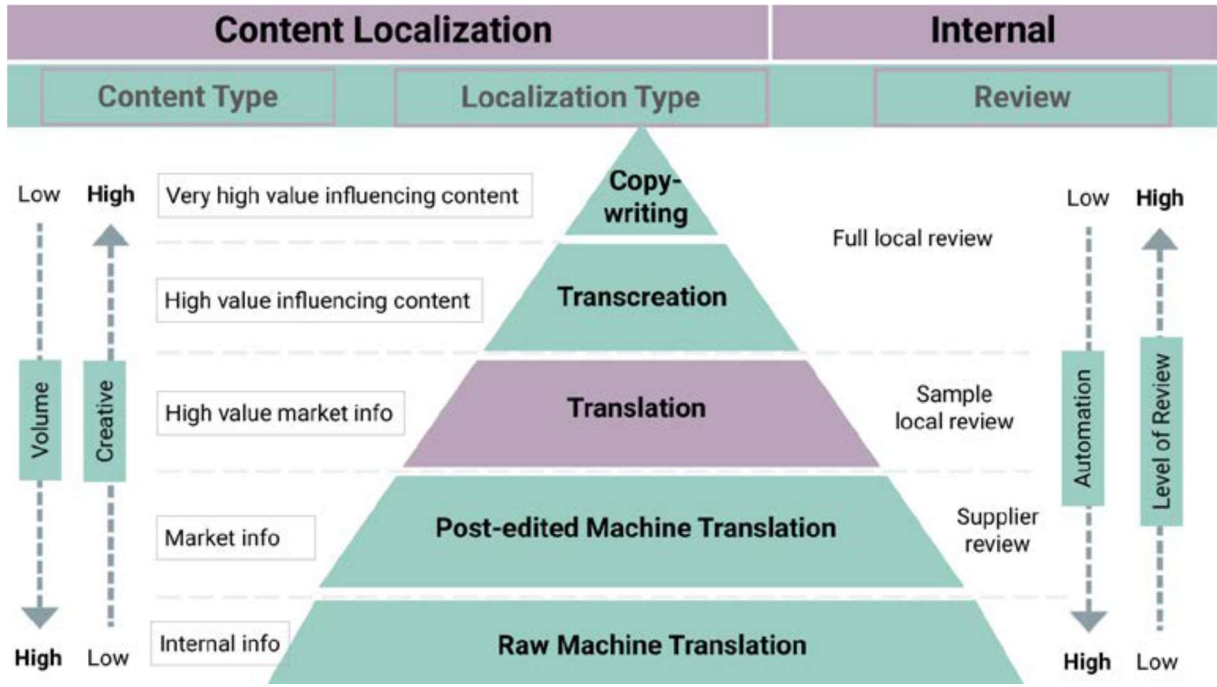 Content Localization
Internal
Content Type
Localization Type
Review
Low
High
Very high value influencing content
Copy-
writing
Full local review
Low
High
High value influencing content
Transcreation
Volume
Creative
High value market info
Translation
Sample
local review
Automation
Level of Review
Market info
Post-edited Machine Translation
Supplier
review
High
Low
Internal info
Raw Machine Translation
High
Low